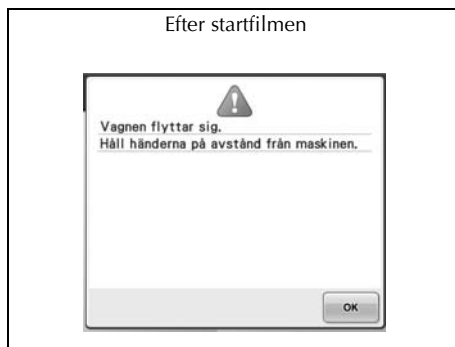 Efter startfilmen
Vagnen flyttar sig.
Håll händerna på avstånd från maskinen.
OK